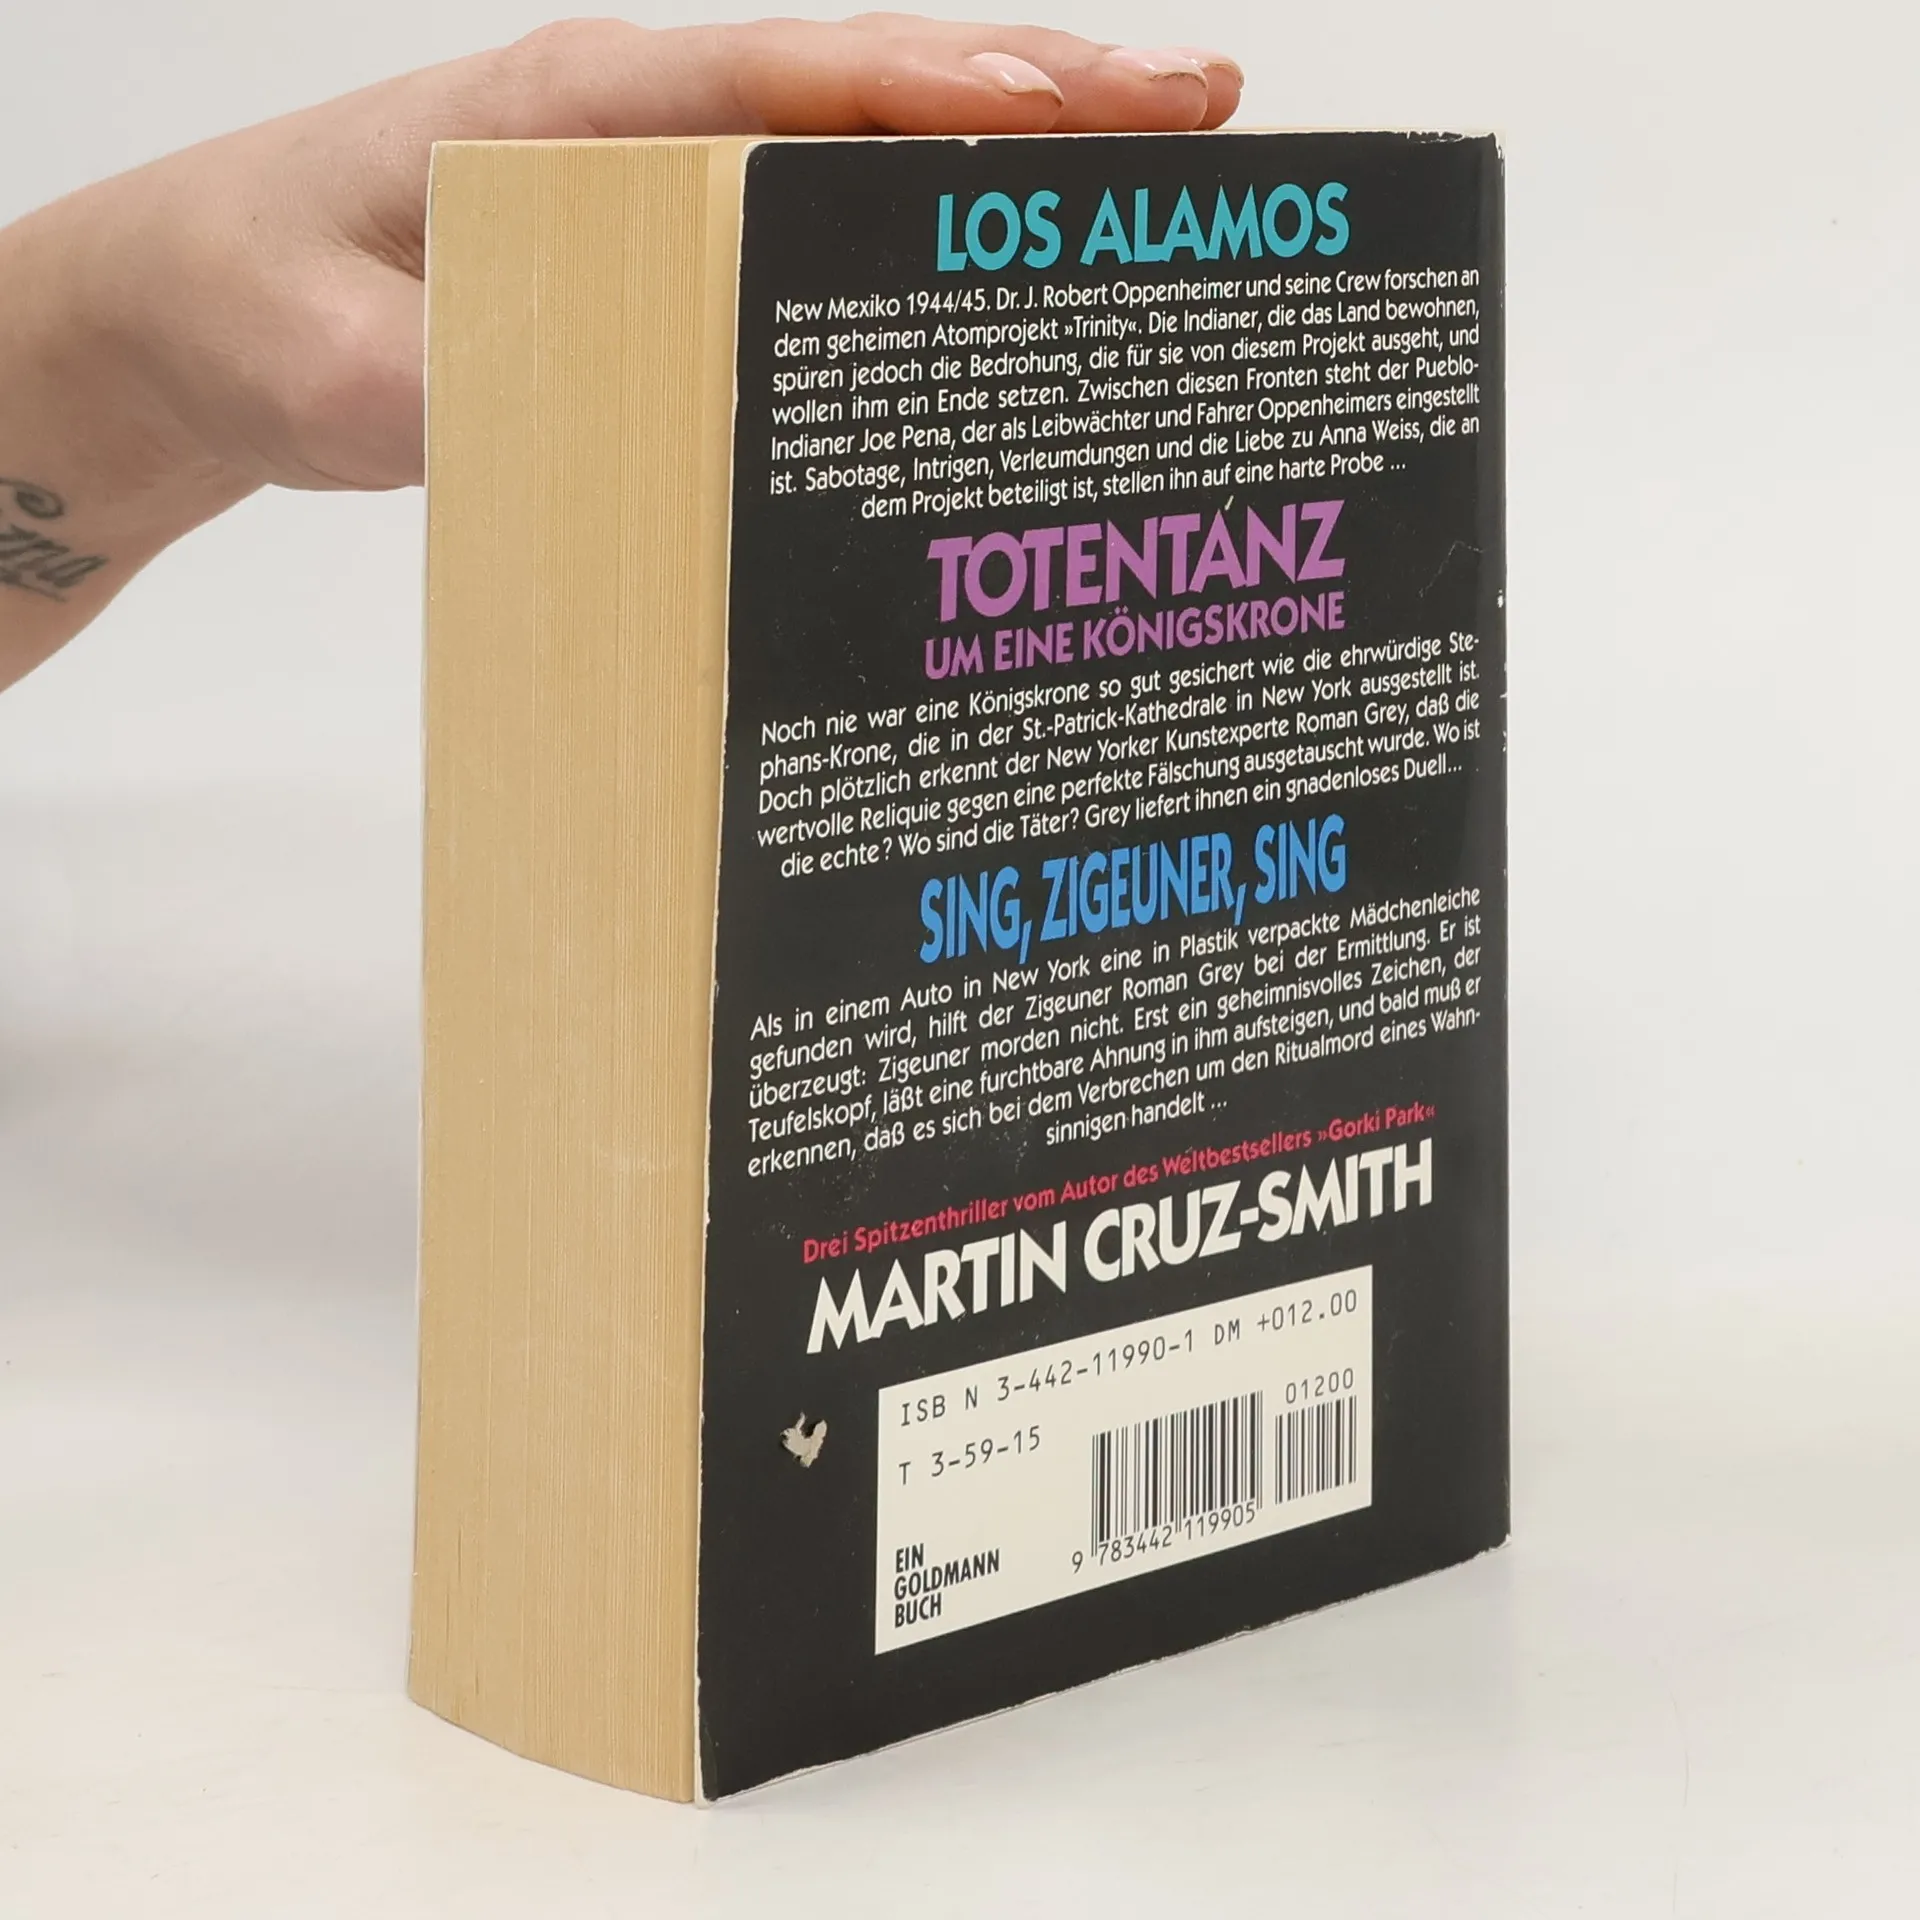 LOS ALAMOS
New Mexiko 1944/45. Dr. J. Robert Oppenheimer und seine Crew forschen an
dem geheimen Atomprojekt »Trinity«. Die Indianer, die das Land bewohnen,
spüren jedoch die Bedrohung, die für sie von diesem Projekt ausgeht, und
wollen ihm ein Ende setzen. Zwischen diesen Fronten steht der Pueblo-
Indianer Joe Pena, der als Leibwächter und Fahrer Oppenheimers eingestellt
ist. Sabotage, Intrigen, Verleumdungen und die Liebe zu Anna Weiss, die an
dem Projekt beteiligt ist, stellen ihn auf eine harte Probe ...
TOTENTANZ
UM EINE KÖNIGSKRONE
Noch nie war eine Königskrone so gut gesichert wie die ehrwürdige Ste-
phans-Krone, die in der St.-Patrick-Kathedrale in New York ausgestellt ist.
Doch plötzlich erkennt der New Yorker Kunstexperte Roman Grey, daß die
wertvolle Reliquie gegen eine perfekte Fälschung ausgetauscht wurde. Wo ist
die echte? Wo sind die Täter? Grey liefert ihnen ein gnadenloses Duell...
SING, ZIGEUNER, SING
Als in einem Auto in New York eine in Plastik verpackte Mädchenleiche
gefunden wird, hilft der Zigeuner Roman Grey bei der Ermittlung. Er ist
überzeugt: Zigeuner morden nicht. Erst ein geheimnisvolles Zeichen, der
Teufelskopf, läßt eine furchtbare Ahnung in ihm aufsteigen, und bald muß er
erkennen, daß es sich bei dem Verbrechen um den Ritualmord eines Wahn-
sinnigen handelt ...
Drei Spitzenthriller vom Autor des Weltbestsellers »Gorki Park«
MARTIN CRUZ-SMITH
ISB N 3-442-11990-1 DM +012.00
T 3-59-15
01200
9 783442 119905
EIN
GOLDMANN
BUCH